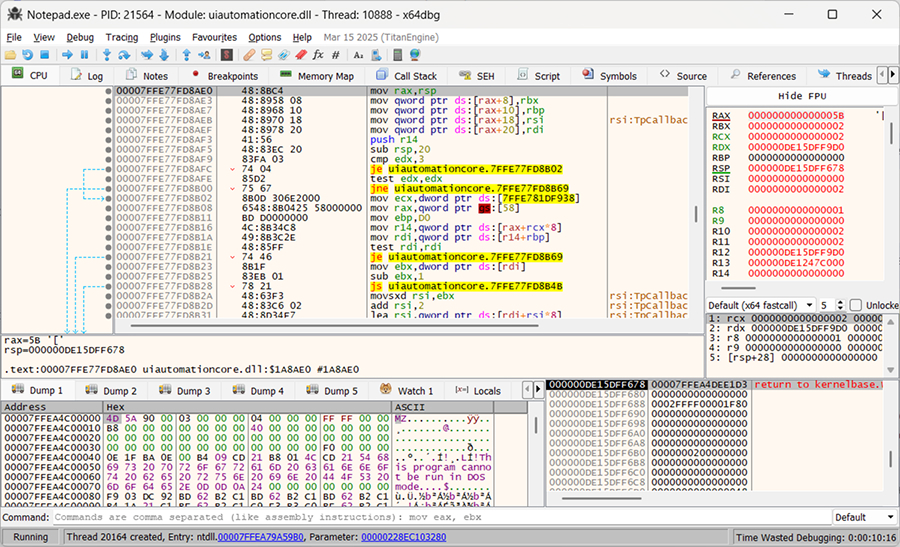 Notepad.exe - PID: 21564 - Module: uiautomationcore.dll - Thread: 10888 - x64dbg
File View Debug Tracing Plugins Favourites Options Help Mar 15 2025 (TitanEngine)
CPU Log Notes Breakpoints Memory Map Call Stack SEH Script Symbols Source References Threads
00007FFE77FD8AE0 48:8BC4 mov rax,rsp
00007FFE77FD8AE3 48:8958 08 mov qword ptr ds:[rax+8],rbx
00007FFE77FD8AE7 48:8968 10 mov qword ptr ds:[rax+10],rbp
00007FFE77FD8AEB 48:8970 18 mov qword ptr ds:[rax+18],rsi rsi:TpCallbac
00007FFE77FD8AEF 48:8978 20 mov qword ptr ds:[rax+20],rdi
00007FFE77FD8AF3 41:56 push r14
00007FFE77FD8AF5 48:83EC 20 sub rsp,20
00007FFE77FD8AF9 83FA 03 cmp edx,3
00007FFE77FD8AFC 74 04 je uiautomationcore.7FFE77FD8B02
00007FFE77FD8AFE 85D2 test edx,edx
00007FFE77FD8B00 75 67 jne uiautomationcore.7FFE77FD8B69
00007FFE77FD8B02 8B0D 306E2000 mov ecx,dword ptr ds:[7FFE781DF938]
00007FFE77FD8B08 6548:8B0425 58000000 mov rax,qword ptr gs:[58]
00007FFE77FD8B11 BD D0000000 mov ebp,D0
00007FFE77FD8B16 4C:8B34C8 mov r14,qword ptr ds:[rax+rcx*8]
00007FFE77FD8B1A 49:8B3C2E mov rdi,qword ptr ds:[r14+rbp]
00007FFE77FD8B1E 48:85FF test rdi,rdi
00007FFE77FD8B21 74 46 je uiautomationcore.7FFE77FD8B69
00007FFE77FD8B23 8B1F mov ebx,dword ptr ds:[rdi]
00007FFE77FD8B25 83EB 01 sub ebx,1
00007FFE77FD8B28 78 21 js uiautomationcore.7FFE77FD8B4B
00007FFE77FD8B2A 48:63F3 movsxd rsi,ebx rsi:TpCallbac
00007FFE77FD8B2D 48:83C6 02 add rsi,2 rsi:TpCallbac
00007FFE77FD8B31 48:8D34F7 lea rsi,qword ptr ds:[rdi+rsi*8] rsi:TpCallbac
Hide FPU
RAX 000000000000005B '[
RBX 0000000000000002
RCX 0000000000000002
RDX 000000DE15DFF9D0
RBP 0000000000000000
RSP 000000DE15DFF678
RSI 0000000000000000
RDI 0000000000000002
R8 0000000000000001
R9 0000000000000000
R10 0000000000000002
R11 0000000000000002
R12 000000DE15DFF9D0
R13 000000DE1247C000
R14 0000000000000000
Default (x64 fastcall) 5 Unlocke
1: rcx 0000000000000002 0000
2: rdx 000000DE15DFF9D0 0000
3: r8 0000000000000001 0000
4: r9 0000000000000000 0000
5: [rsp+28] 0000000000000000
rax=5B '['
rsp=000000DE15DFF678
.text:00007FFE77FD8AE0 uiautomationcore.dll:$1A8AE0 #1A8AE0
Dump 1 Dump 2 Dump 3 Dump 4 Dump 5 Watch 1 [x=] Locals
Address Hex ASCII
00007FFEA4C00000 4D 5A 90 00 03 00 00 00 04 00 00 00 FF FF 00 00 MZ..........ÿÿ..
00007FFEA4C00010 B8 00 00 00 00 00 00 00 40 00 00 00 00 00 00 00 ¸.......@.......
00007FFEA4C00020 00 00 00 00 00 00 00 00 00 00 00 00 00 00 00 00 ................
00007FFEA4C00030 00 00 00 00 00 00 00 00 00 00 00 00 F0 00 00 00 ............ð...
00007FFEA4C00040 0E 1F BA 0E 00 B4 09 CD 21 B8 01 4C CD 21 54 68 ..º..´.Í!¸.LÍ!Th
00007FFEA4C00050 69 73 20 70 72 6F 67 72 61 6D 20 63 61 6E 6E 6F is program canno
00007FFEA4C00060 74 20 62 65 20 72 75 6E 20 69 6E 20 44 4F 53 20 t be run in DOS
00007FFEA4C00070 6D 6F 64 65 2E 0D 0D 0A 24 00 00 00 00 00 00 00 mode....$.......
00007FFEA4C00080 F9 03 DC 92 BD 62 B2 C1 BD 62 B2 C1 BD 62 B2 C1 ù.Ü.½b²Á½b²Á½b²Á
000000DE15DFF678 00007FFEA4DEE1D3 return to kernelbase.
000000DE15DFF680 0000000000000000
000000DE15DFF688 0002FFFF00001F80
000000DE15DFF690 0000000000000000
000000DE15DFF698 0000000000000000
000000DE15DFF6A0 0000000000000000
000000DE15DFF6A8 0000000000000000
000000DE15DFF6B0 0000000200000000
000000DE15DFF6B8 0000000000000000
000000DE15DFF6C0 0000000000000000
000000DE15DFF6C8 0000000000000000
Command: Commands are comma separated (like assembly instructions): mov eax, ebx Default
Running Thread 20164 created, Entry: ntdll.00007FFEA79A59B0, Parameter: 00000228EC103280 Time Wasted Debugging: 0:00:10:16